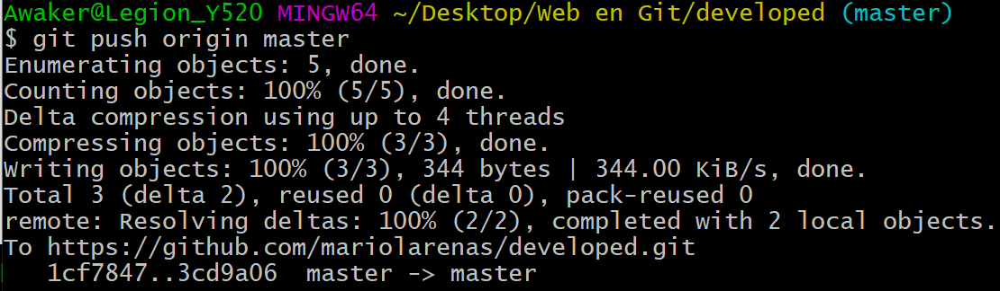 Awaker@Legion_Y520 MINGW64 ~/Desktop/Web en Git/developed (master)
$ git push origin master
Enumerating objects: 5, done.
Counting objects: 100% (5/5), done.
Delta compression using up to 4 threads
Compressing objects: 100% (3/3), done.
Writing objects: 100% (3/3), 344 bytes | 344.00 KiB/s, done.
Total 3 (delta 2), reused 0 (delta 0), pack-reused 0
remote: Resolving deltas: 100% (2/2), completed with 2 local objects.
To https://github.com/mariolarenas/developed.git
   1cf7847..3cd9a06  master -> master